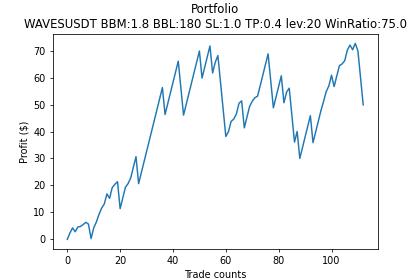 Portfolio
WAVESUSDT BBM:1.8 BBL:180 SL:1.0 TP:0.4 lev:20 WinRatio:75.0
70
60
50
40
30
20
10
0
Profit ($)
0 20 40 60 80 100
Trade counts